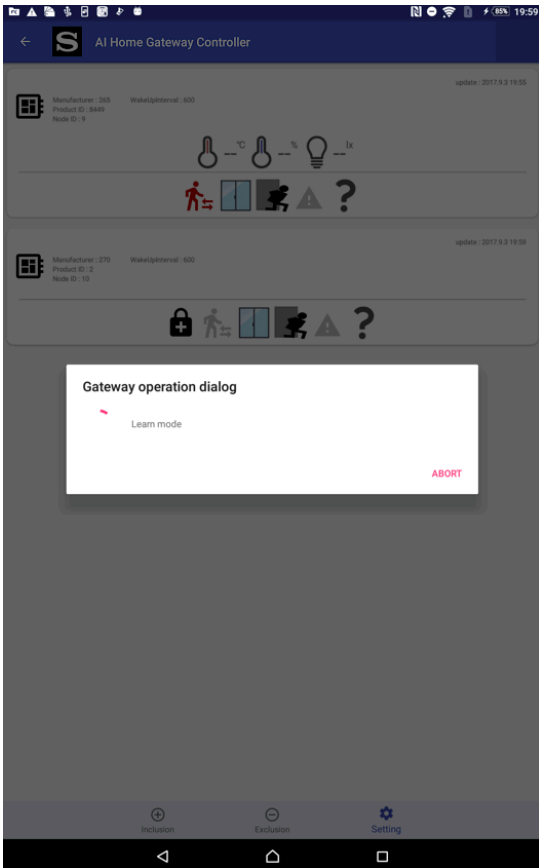 85% 19:59
S AI Home Gateway Controller
update : 2017.9.3 19:55
Manufacturer : 265 WakeUpInterval : 600
Product ID : 8449
Node ID : 9
--°C --% --lx
?
update : 2017.9.3 19:59
Manufacturer : 270 WakeUpInterval : 600
Product ID : 2
Node ID : 10
?
Gateway operation dialog
Learn mode
ABORT
Inclusion Exclusion Setting